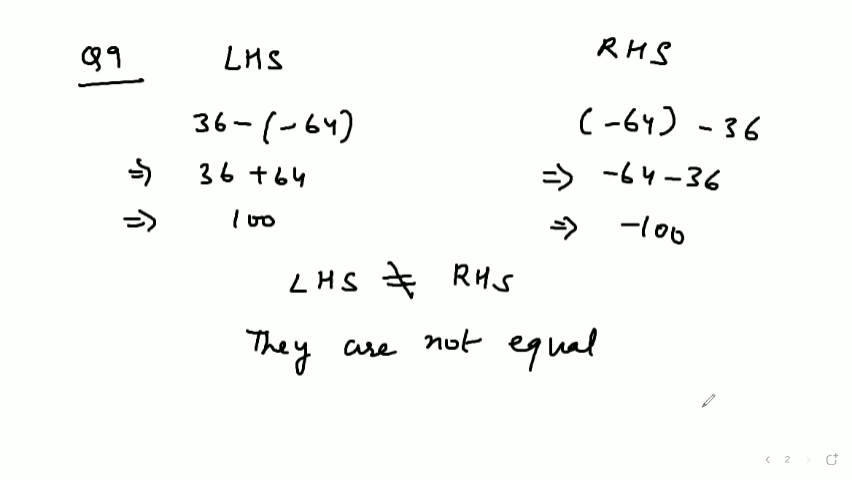 Q9 LHS RHS
36 - (-64) (-64) - 36
⇒ 36 + 64 ⇒ -64 - 36
⇒ 100 ⇒ -100
LHS ≠ RHS
They are not equal
2